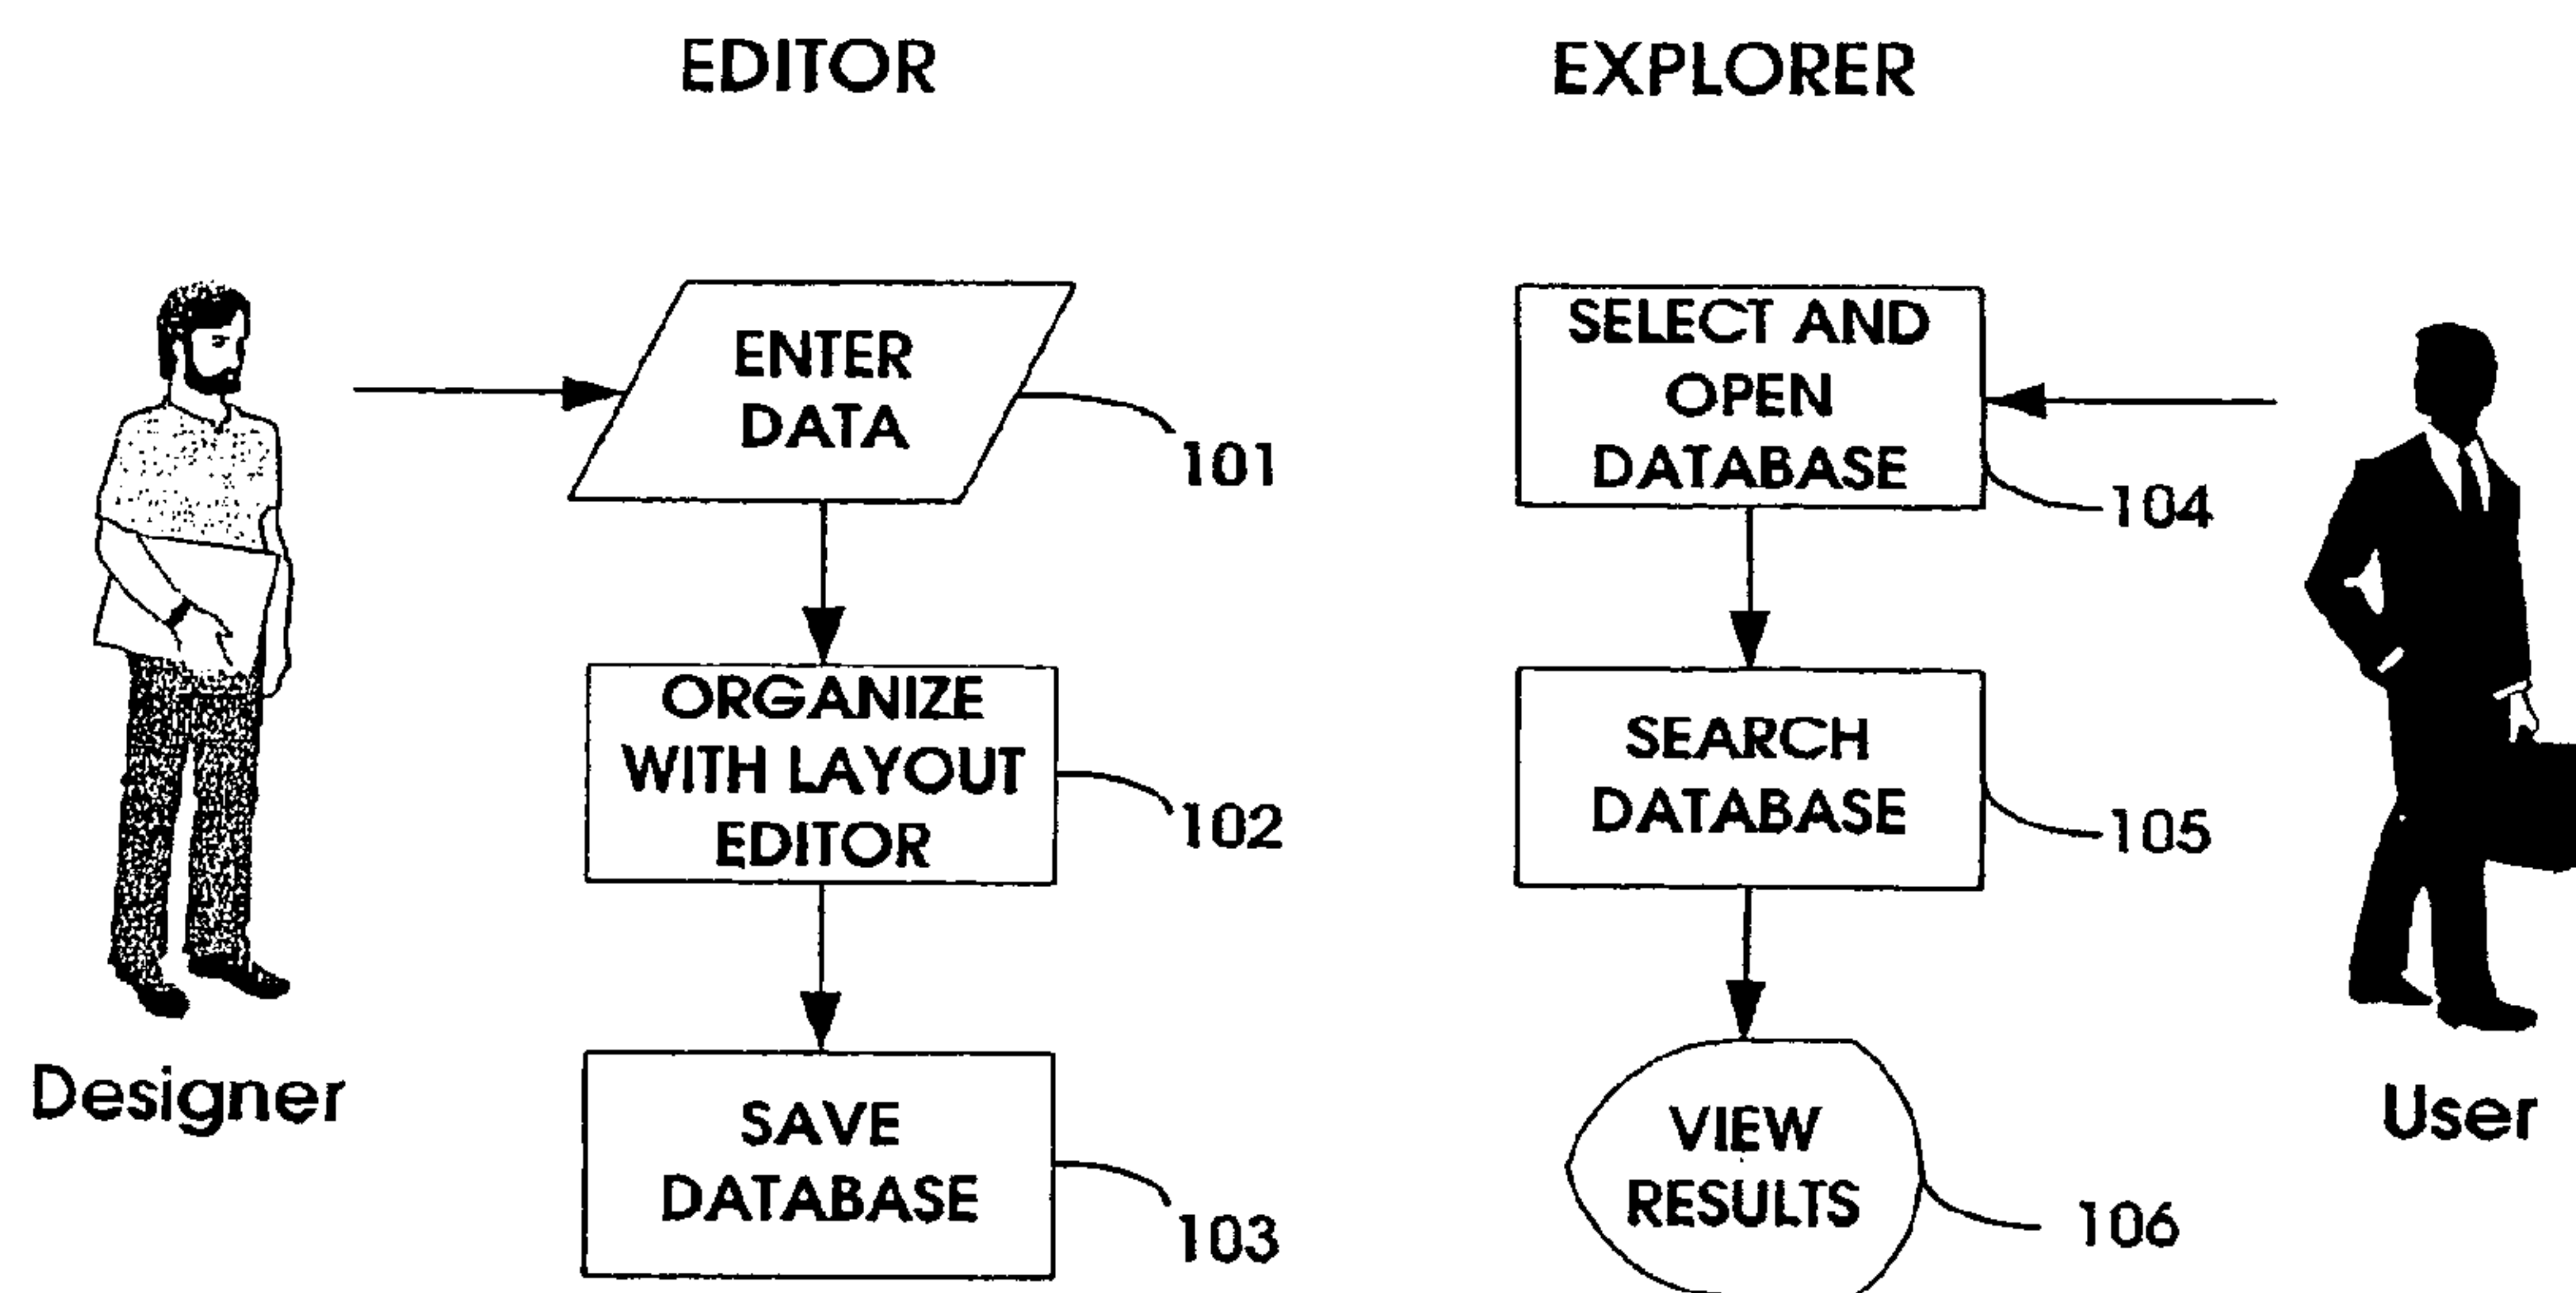 EDITOR
EXPLORER
ENTER
DATA
101
ORGANIZE
WITH LAYOUT
EDITOR
102
SAVE
DATABASE
103
Designer
SELECT AND
OPEN
DATABASE
104
SEARCH
DATABASE
105
VIEW
RESULTS
106
User